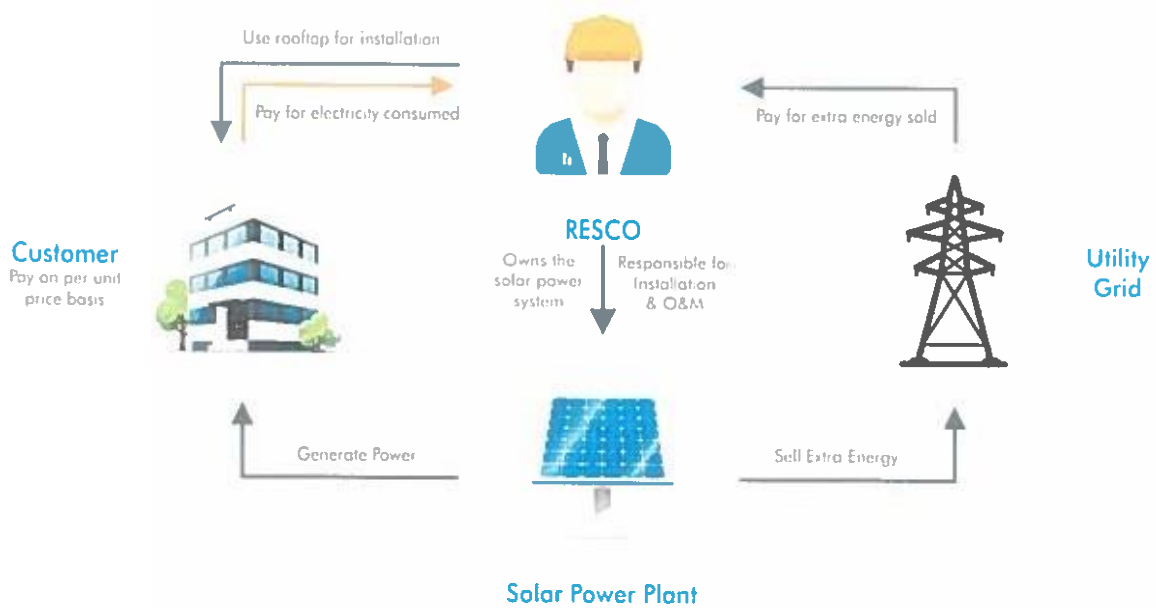 Use rooftop for installation
Pay for electricity consumed
Pay for extra energy sold
RESCO
Owns the
solar power
system
Responsible for
Installation
& O&M
Customer
Pay on per unit
price basis
Utility
Grid
Generate Power
Sell Extra Energy
Solar Power Plant